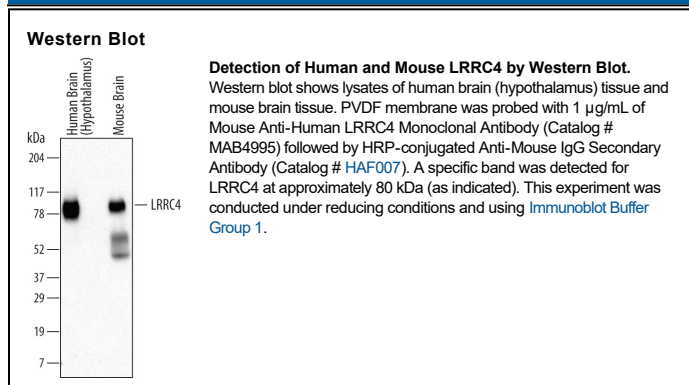 Western Blot
Human Brain
(Hypothalamus)
Mouse Brain
kDa
204
117
78
52
37
29
19
7
LRRC4
Detection of Human and Mouse LRRC4 by Western Blot.
Western blot shows lysates of human brain (hypothalamus) tissue and
mouse brain tissue. PVDF membrane was probed with 1 µg/mL of
Mouse Anti-Human LRRC4 Monoclonal Antibody (Catalog #
MAB4995) followed by HRP-conjugated Anti-Mouse IgG Secondary
Antibody (Catalog # HAF007). A specific band was detected for
LRRC4 at approximately 80 kDa (as indicated). This experiment was
conducted under reducing conditions and using Immunoblot Buffer
Group 1.